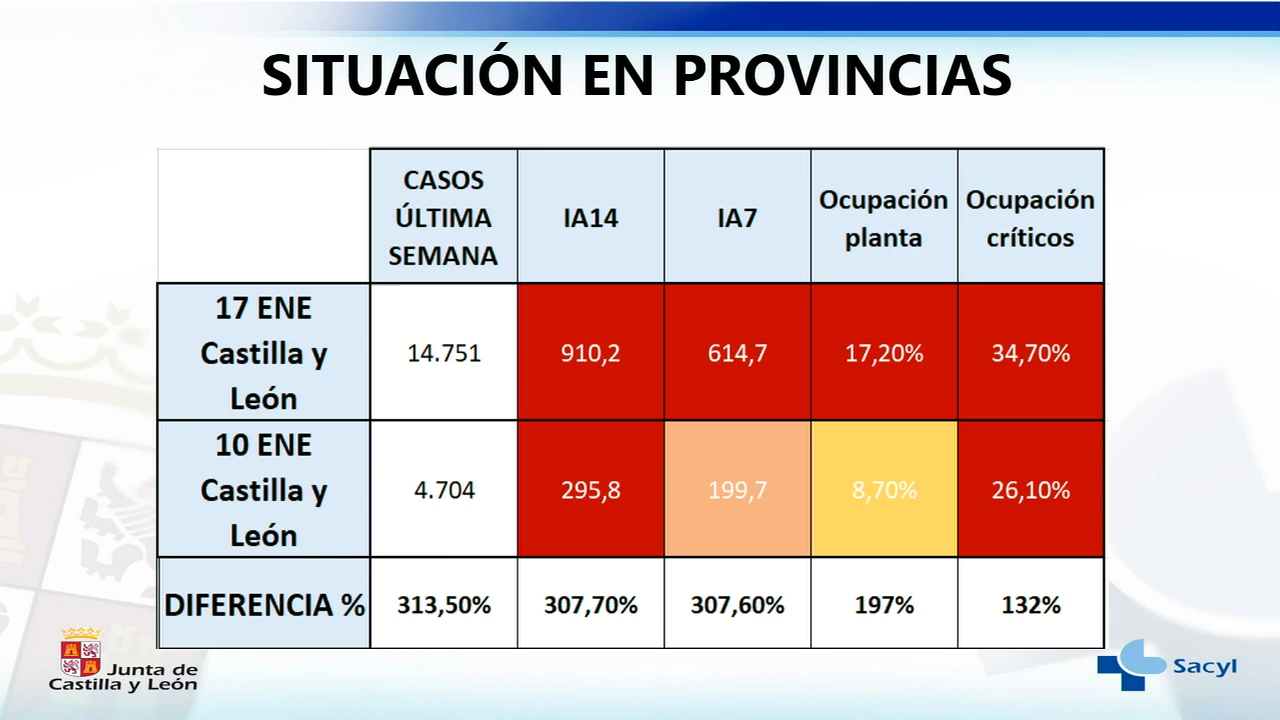 SITUACIÓN EN PROVINCIAS
CASOS
ÚLTIMA
SEMANA
IA14
IA7
Ocupación
planta
Ocupación
críticos
17 ENE
Castilla y
León
14.751
910,2
614,7
17,20%
34,70%
10 ENE
Castilla y
León
4.704
295,8
199,7
8,70%
26,10%
DIFERENCIA %
313,50%
307,70%
307,60%
197%
132%
Junta de
Castilla y León
Sacyl